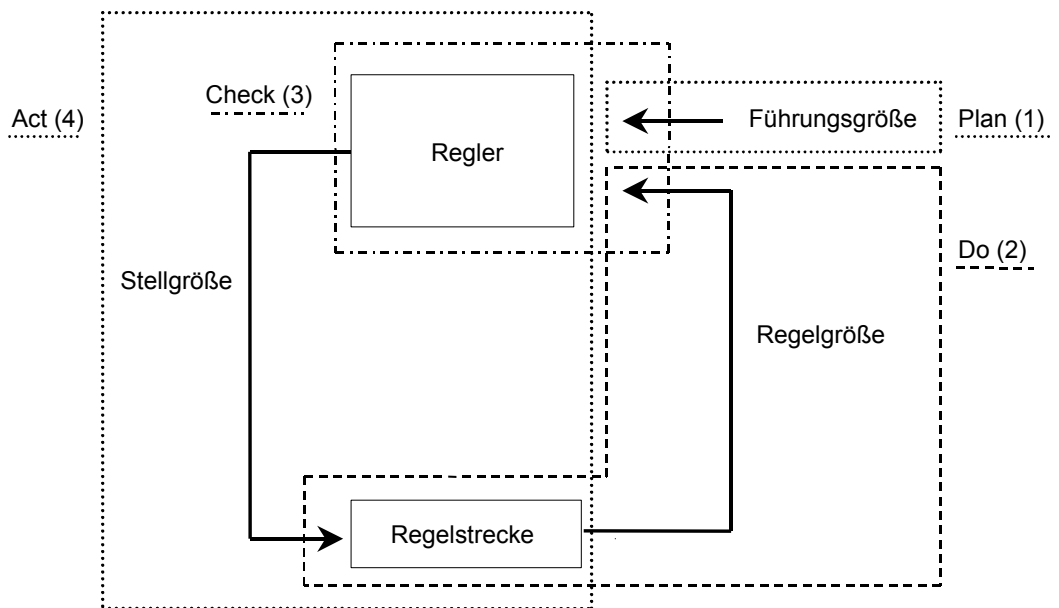 Check (3)
Act (4)
Führungsgröße
Plan (1)
Regler
Do (2)
Stellgröße
Regelgröße
Regelstrecke